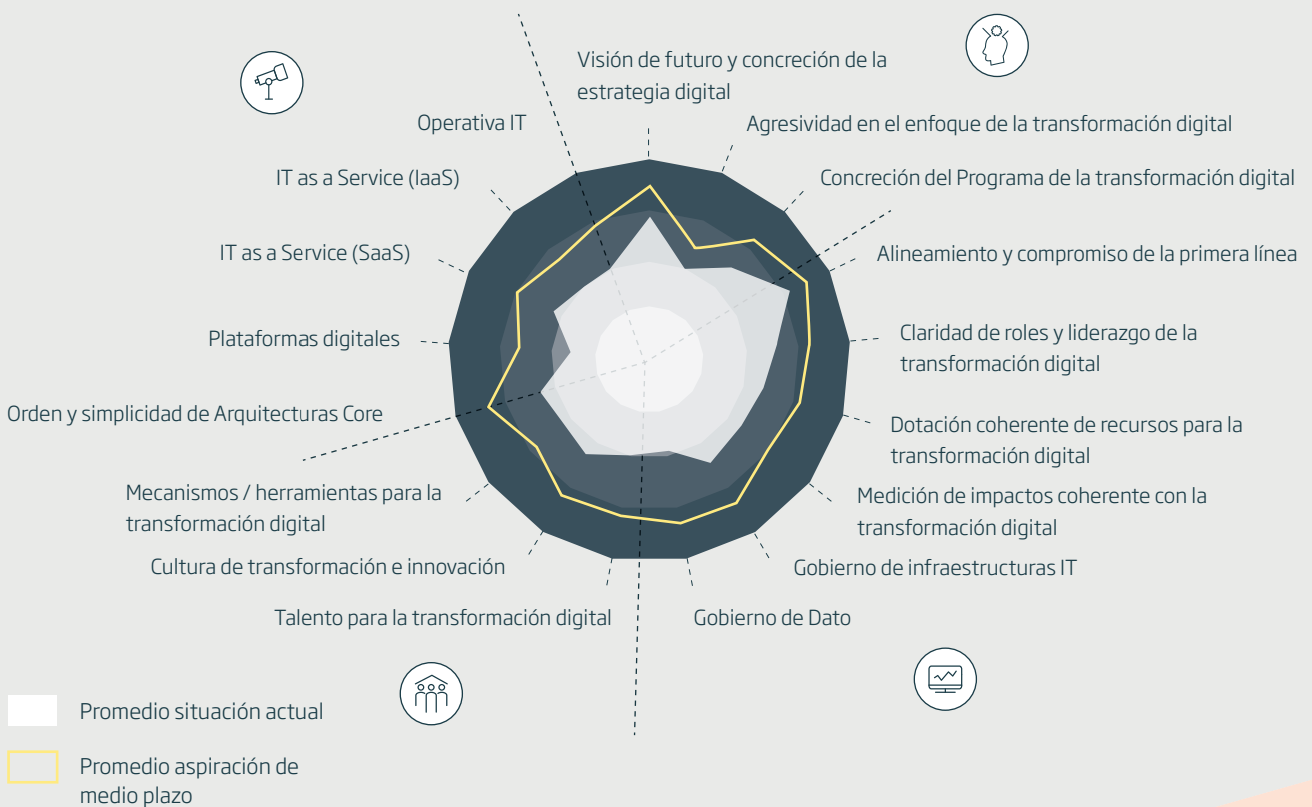 Visión de futuro y concreción de la
estrategia digital
Operativa IT
Agresividad en el enfoque de la transformación digital
IT as a Service (IaaS)
Concreción del Programa de la transformación digital
IT as a Service (SaaS)
Alineamiento y compromiso de la primera línea
Plataformas digitales
Claridad de roles y liderazgo de la
transformación digital
Orden y simplicidad de Arquitecturas Core
Dotación coherente de recursos para la
transformación digital
Mecanismos / herramientas para la
transformación digital
Medición de impactos coherente con la
transformación digital
Cultura de transformación e innovación
Gobierno de infraestructuras IT
Talento para la transformación digital
Gobierno de Dato
Promedio situación actual
Promedio aspiración de
medio plazo